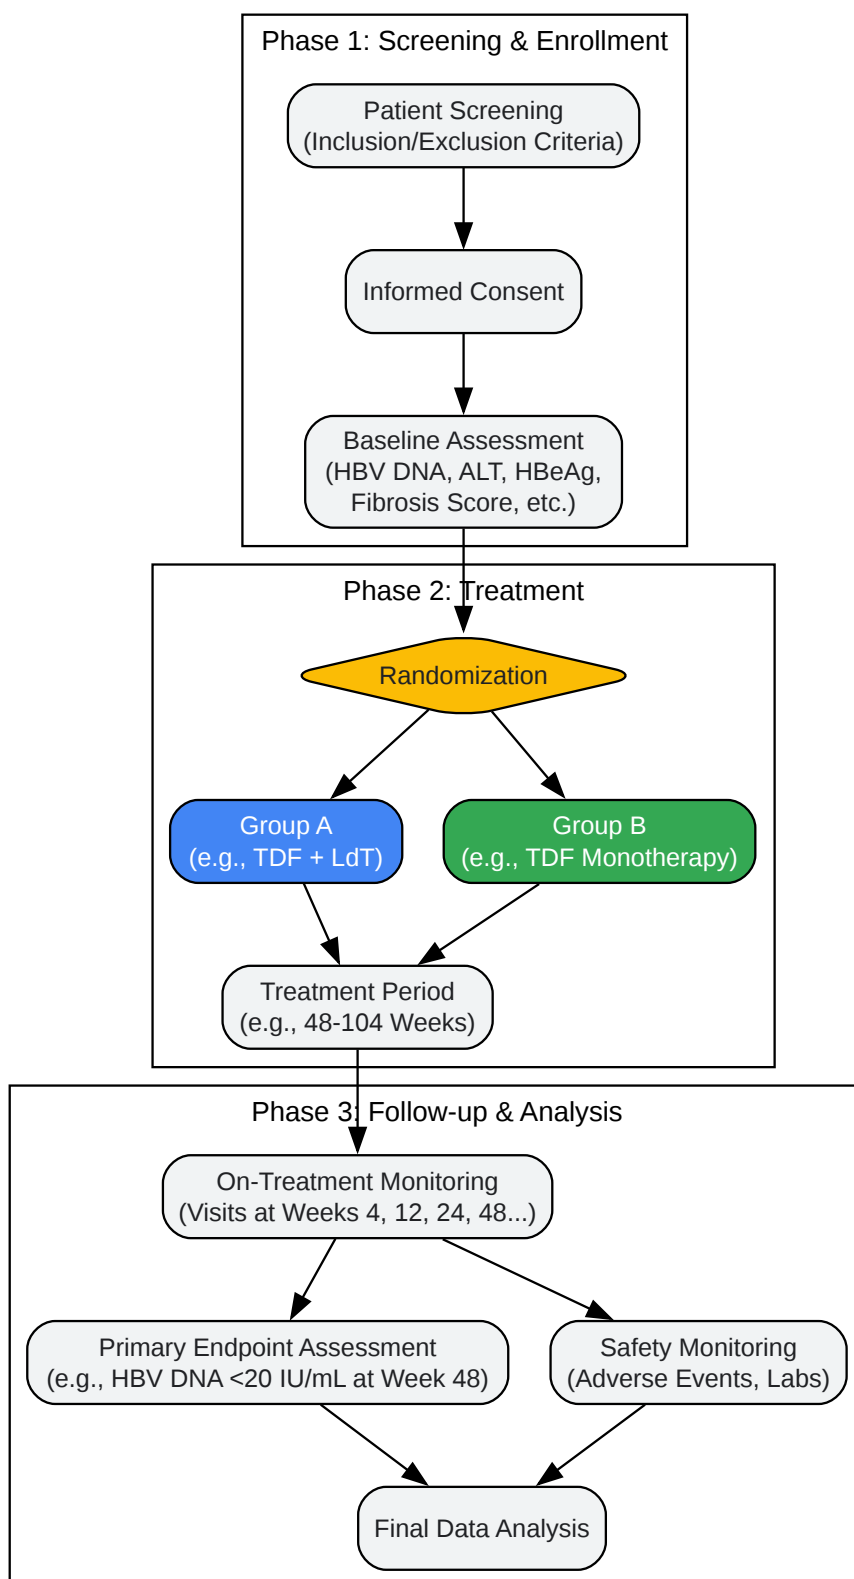 Phase 1: Screening & Enrollment
Patient Screening
(Inclusion/Exclusion Criteria)
Informed Consent
Baseline Assessment
(HBV DNA, ALT, HBeAg,
Fibrosis Score, etc.)
Phase 2: Treatment
Randomization
Group A
(e.g., TDF + LdT)
Group B
(e.g., TDF Monotherapy)
Treatment Period
(e.g., 48-104 Weeks)
Phase 3: Follow-up & Analysis
On-Treatment Monitoring
(Visits at Weeks 4, 12, 24, 48...)
Primary Endpoint Assessment
(e.g., HBV DNA <20 IU/mL at Week 48)
Safety Monitoring
(Adverse Events, Labs)
Final Data Analysis